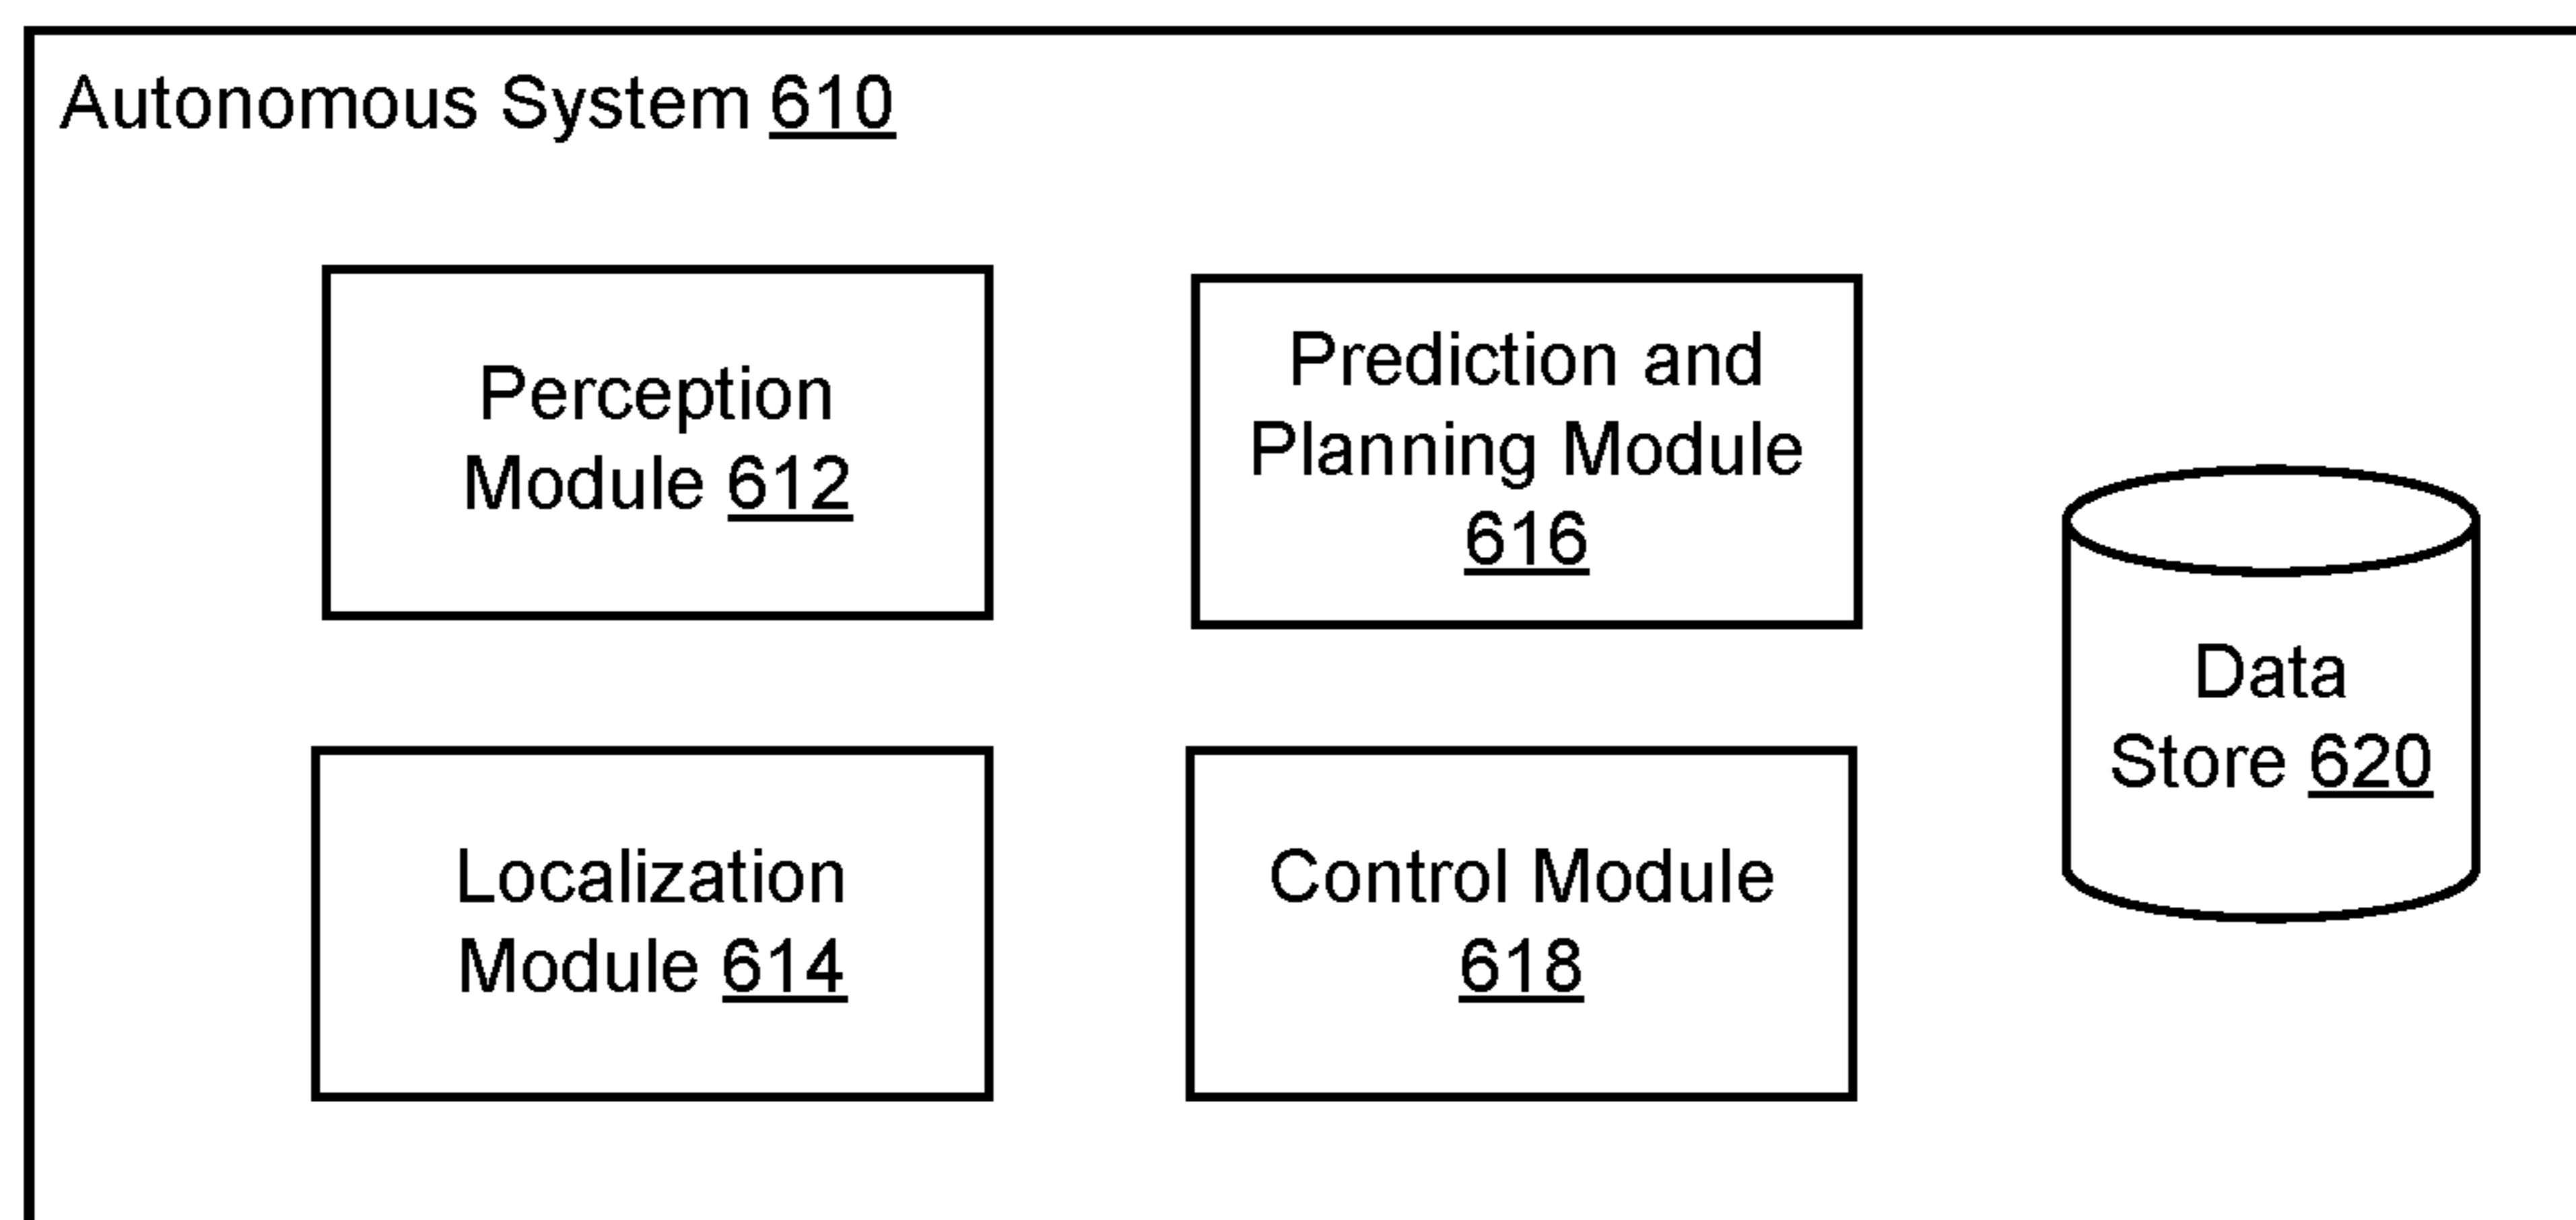 Autonomous System 610
Perception
Module 612
Prediction and
Planning Module
616
Data
Store 620
Localization
Module 614
Control Module
618